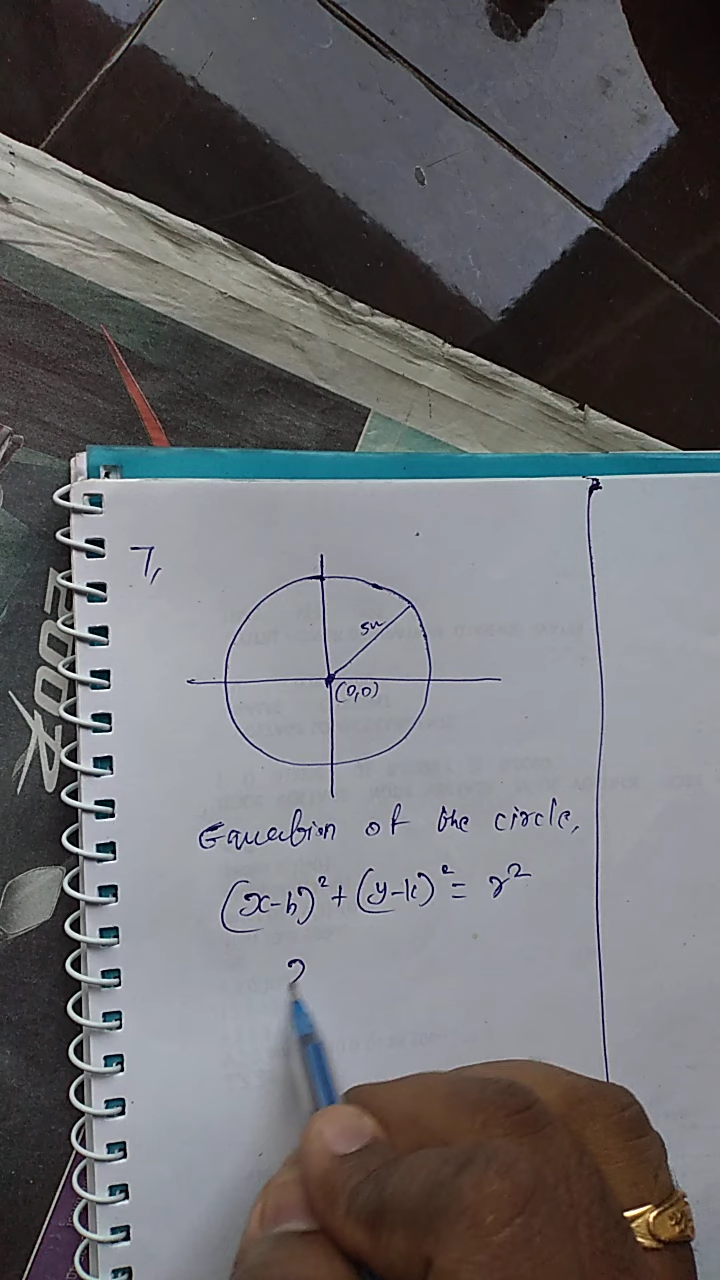 7,
5u
(0,0)
Equation of the circle,
(x-h)² + (y-k)² = r²